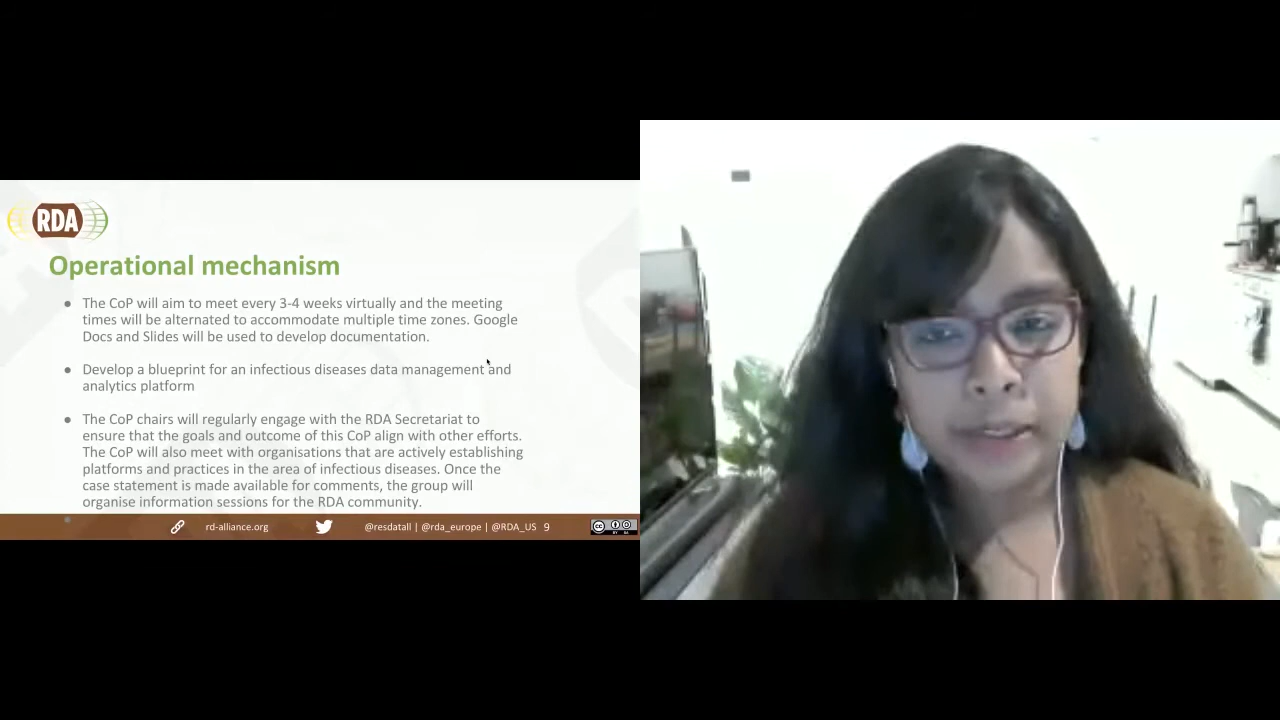 RDA
Operational mechanism
● The CoP will aim to meet every 3-4 weeks virtually and the meeting
times will be alternated to accommodate multiple time zones. Google
Docs and Slides will be used to develop documentation.
● Develop a blueprint for an infectious diseases data management and
analytics platform
● The CoP chairs will regularly engage with the RDA Secretariat to
ensure that the goals and outcome of this CoP align with other efforts.
The CoP will also meet with organisations that are actively establishing
platforms and practices in the area of infectious diseases. Once the
case statement is made available for comments, the group will
organise information sessions for the RDA community.
rd-alliance.org @resdatall | @rda_europe | @RDA_US 9